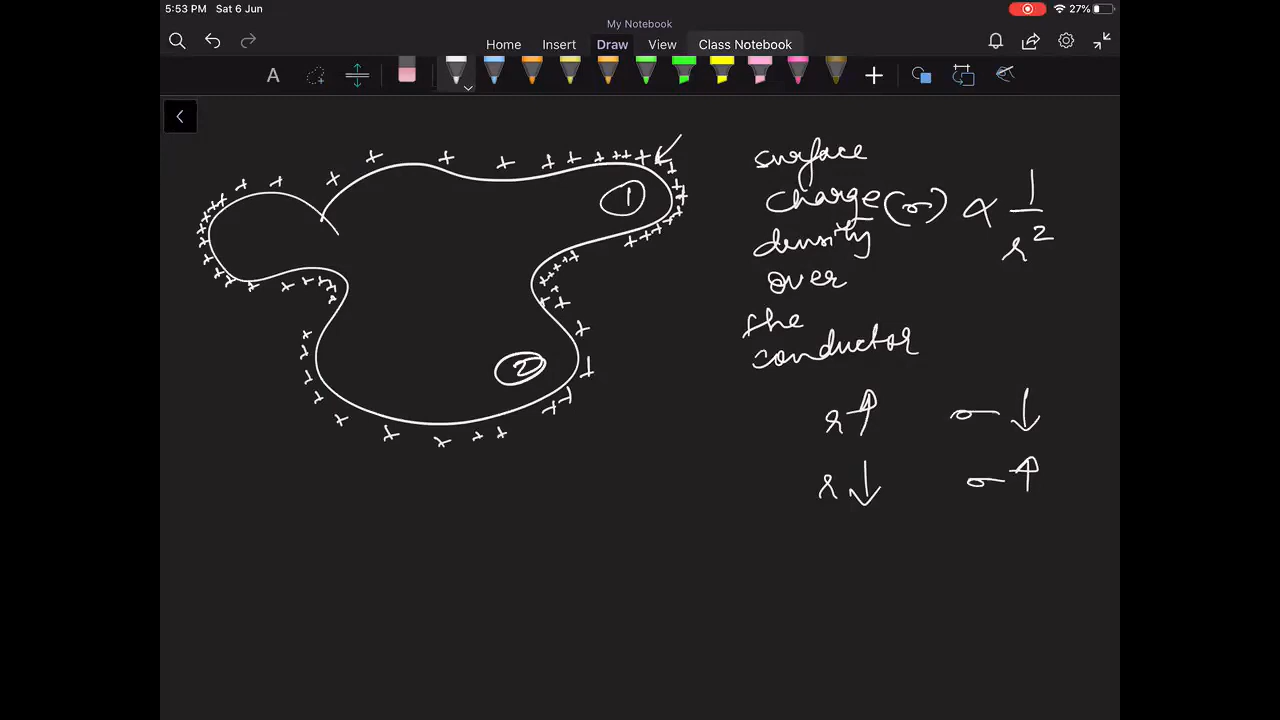 5:53 PM Sat 6 Jun
27%
My Notebook
Home Insert Draw View Class Notebook
A
+ + + + + + + + + + + + +
1
2
surface
charge (σ) ∝ 1/r²
density
over
the
conductor
r↑ σ↓
r↓ σ↑